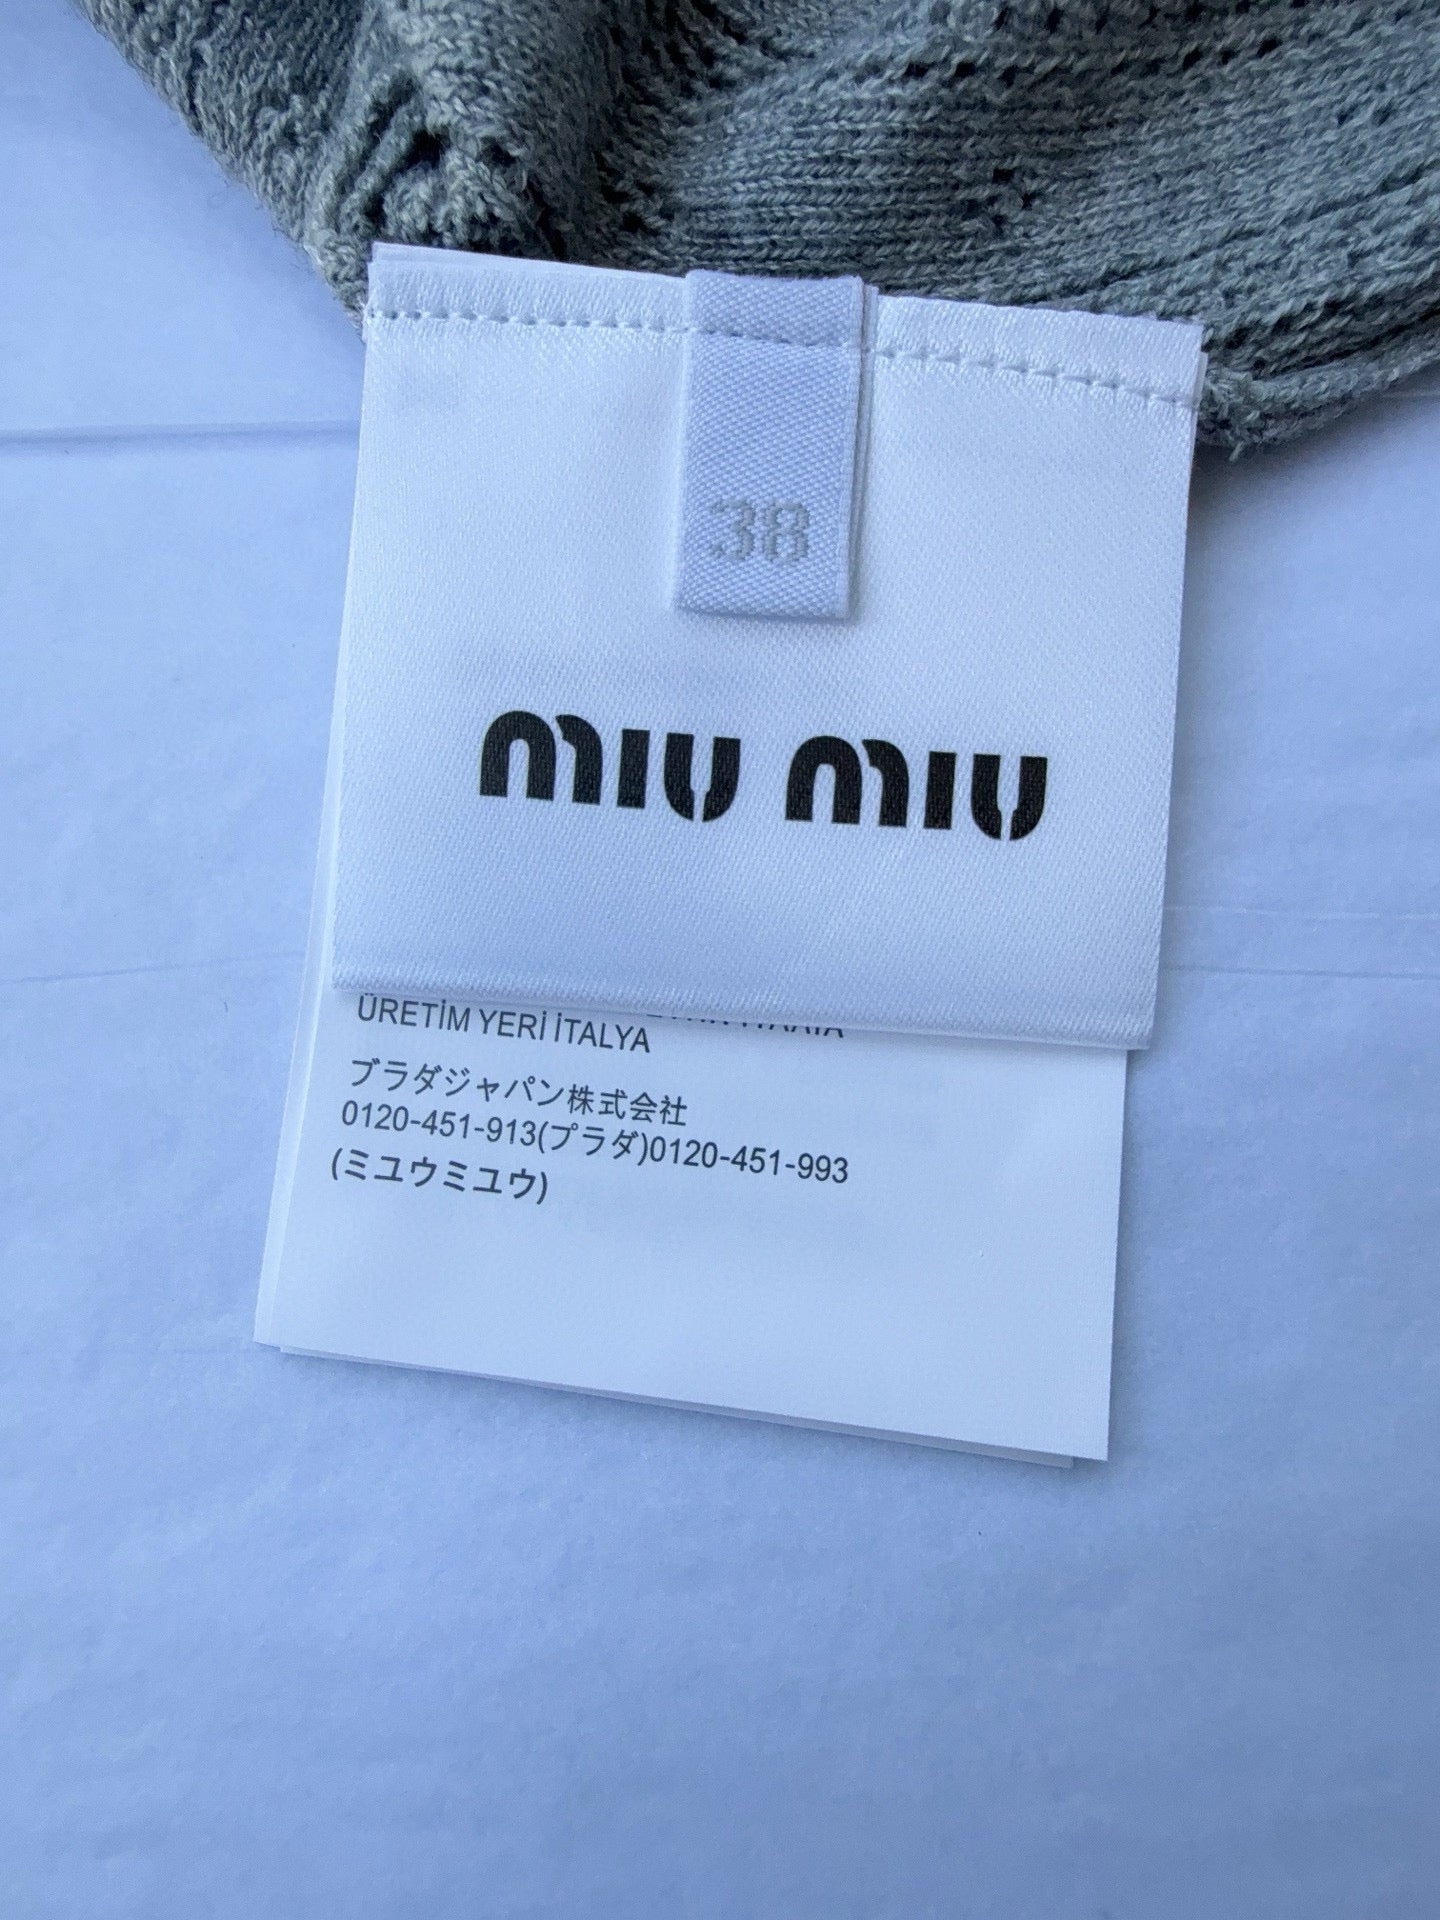 38
miu miu
ÜRETİM YERİ İTALYA
プラダジャパン株式会社
0120-451-913(プラダ)0120-451-993
(ミユウミユウ)